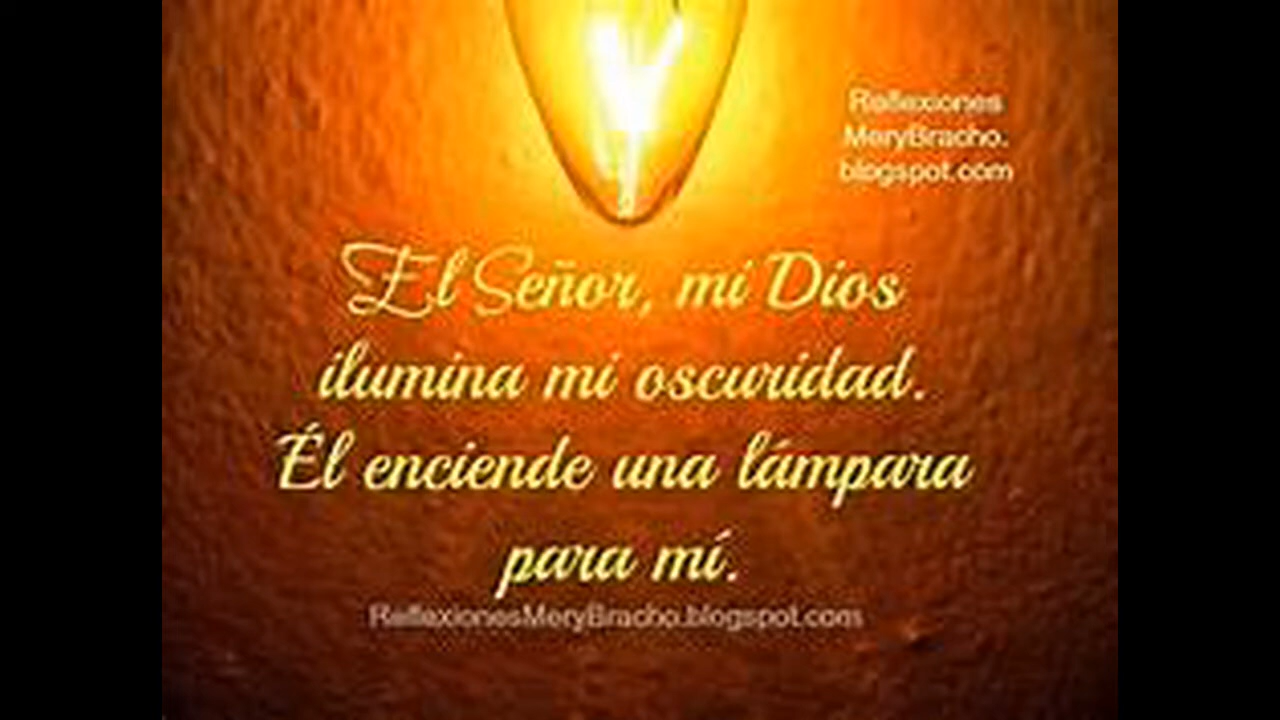 Reflexiones
MeryBracho.
blogspot.com
El Señor, mi Dios
ilumina mi oscuridad.
Él enciende una lámpara
para mí.
ReflexionesMeryBracho.blogspot.com